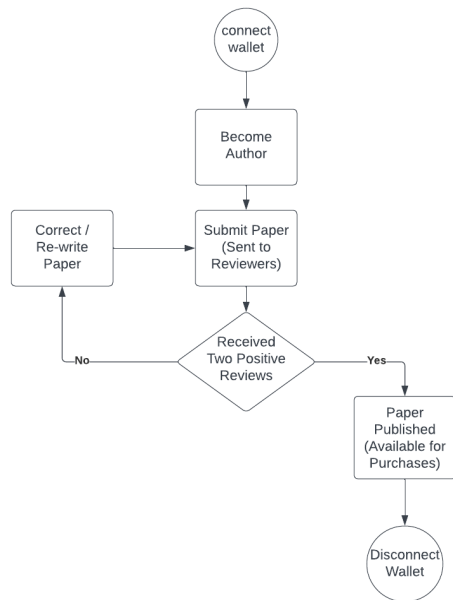 connect
wallet
Become
Author
Correct /
Re-write
Paper
Submit Paper
(Sent to
Reviewers)
Received
Two Positive
Reviews
No
Yes
Paper
Published
(Available for
Purchases)
Disconnect
Wallet